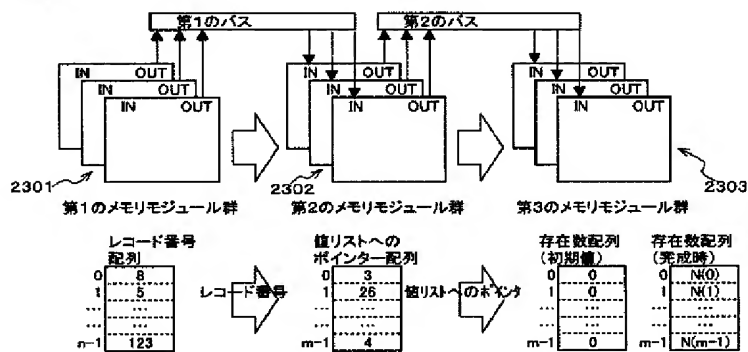 第1のバス
第2のバス
IN OUT
IN OUT
IN OUT
IN OUT
IN OUT
IN OUT
IN OUT
IN OUT
IN OUT
2301
2302
2303
第1のメモリモジュール群
第2のメモリモジュール群
第3のメモリモジュール群
レコード番号
配列
0 8
1 5
... ...
... ...
n-1 123
レコード番号
値リストへの
ポインター配列
0 3
1 26
... ...
... ...
m-1 4
値リストへのポインタ
存在数配列
(初期値)
0 0
1 0
... ...
... ...
m-1 0
存在数配列
(完成時)
0 N(0)
1 N(1)
... ...
... ...
m-1 N(m-1)